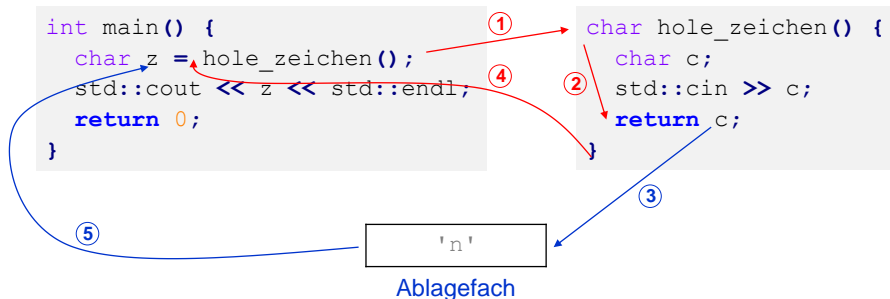 int main() {
char z = hole_zeichen();
std::cout << z << std::endl;
return 0;
}
char hole_zeichen() {
char c;
std::cin >> c;
return c;
}
1
2
4
3
5
'n'
Ablagefach